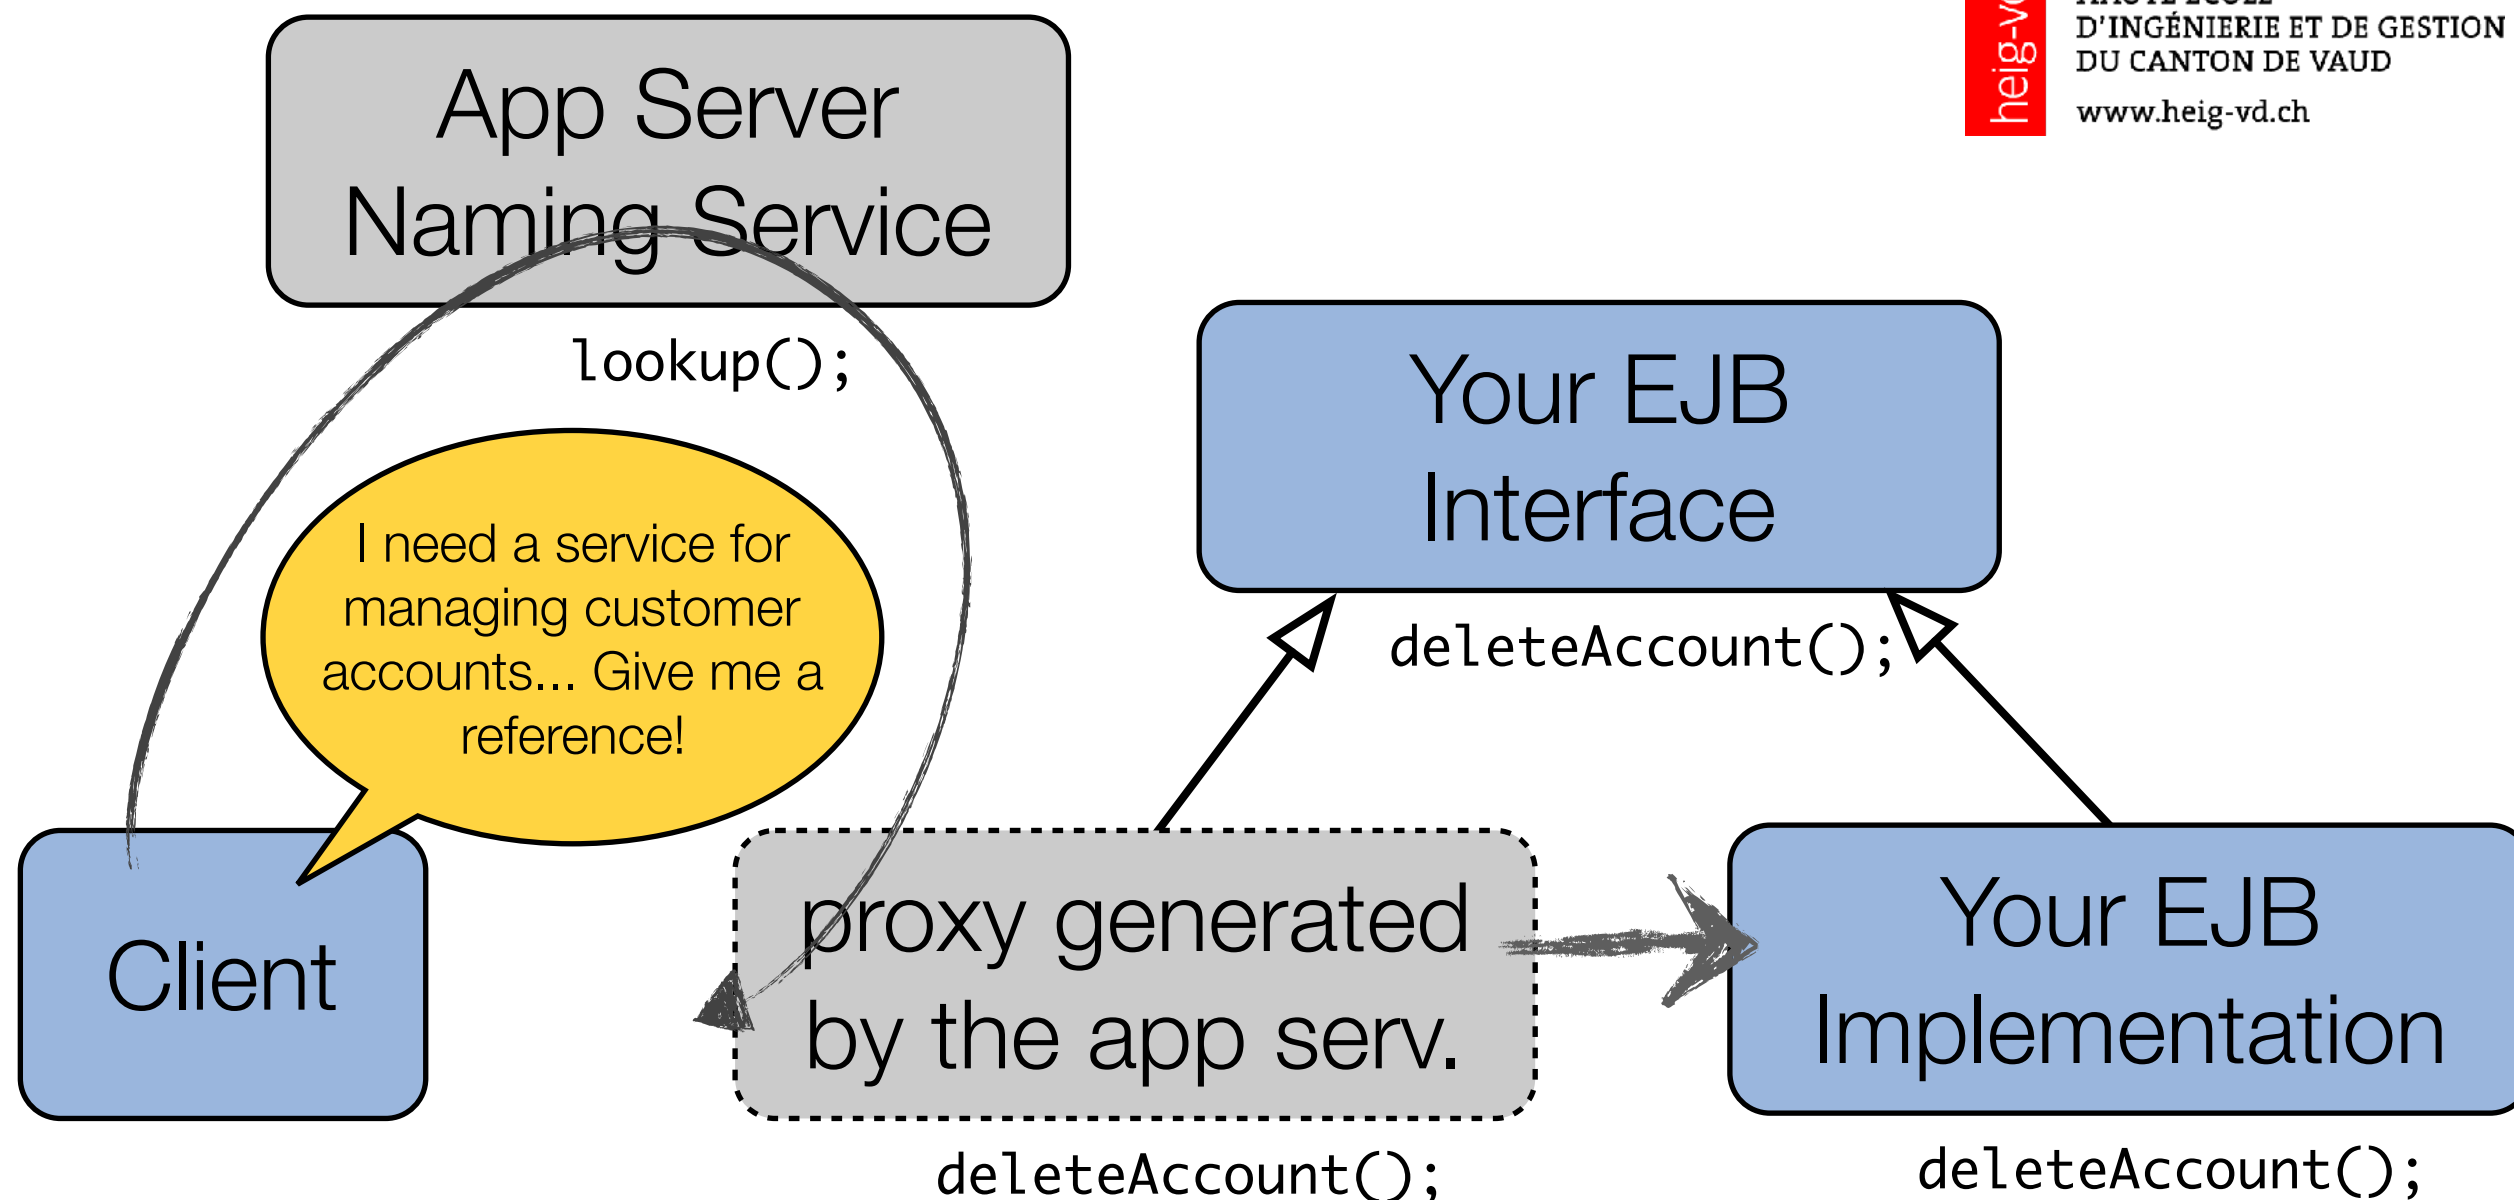 App Server
Naming Service
lookup();
heig-vd
HAUTE ÉCOLE
D'INGÉNIERIE ET DE GESTION
DU CANTON DE VAUD
www.heig-vd.ch
Your EJB
Interface
deleteAccount();
I need a service for
managing customer
accounts... Give me a
reference!
Client
proxy generated
by the app serv.
deleteAccount();
Your EJB
Implementation
deleteAccount();